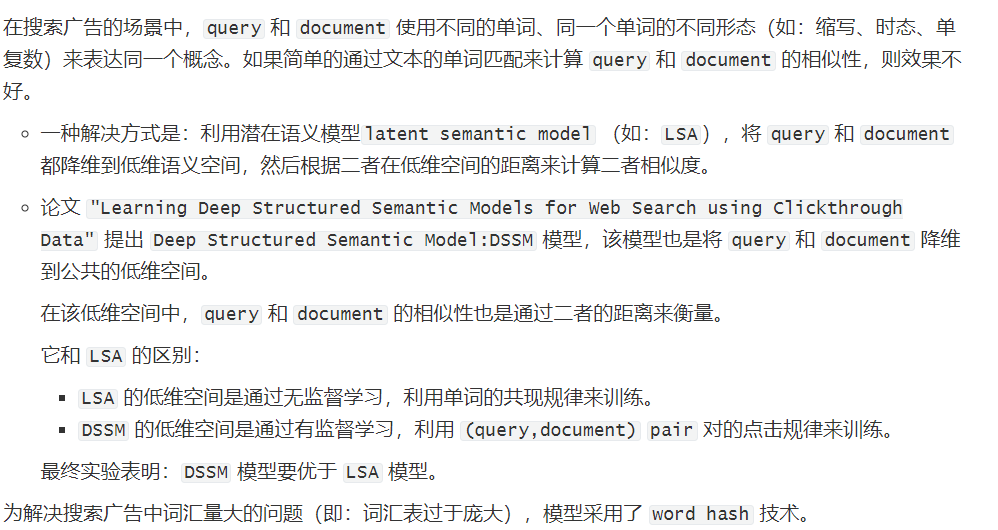 在搜索广告的场景中，query 和 document 使用不同的单词、同一个单词的不同形态（如：缩写、时态、单
复数）来表达同一个概念。如果简单的通过文本的单词匹配来计算 query 和 document 的相似性，则效果不
好。
一种解决方式是：利用潜在语义模型 latent semantic model （如：LSA），将 query 和 document
都降维到低维语义空间，然后根据二者在低维空间的距离来计算二者相似度。
论文 "Learning Deep Structured Semantic Models for Web Search using Clickthrough
Data" 提出 Deep Structured Semantic Model:DSSM 模型，该模型也是将 query 和 document 降维
到公共的低维空间。
在该低维空间中，query 和 document 的相似性也是通过二者的距离来衡量。
它和 LSA 的区别：
LSA 的低维空间是通过无监督学习，利用单词的共现规律来训练。
DSSM 的低维空间是通过有监督学习，利用 (query,document) pair 对的点击规律来训练。
最终实验表明：DSSM 模型要优于 LSA 模型。
为解决搜索广告中词汇量大的问题（即：词汇表过于庞大），模型采用了 word hash 技术。